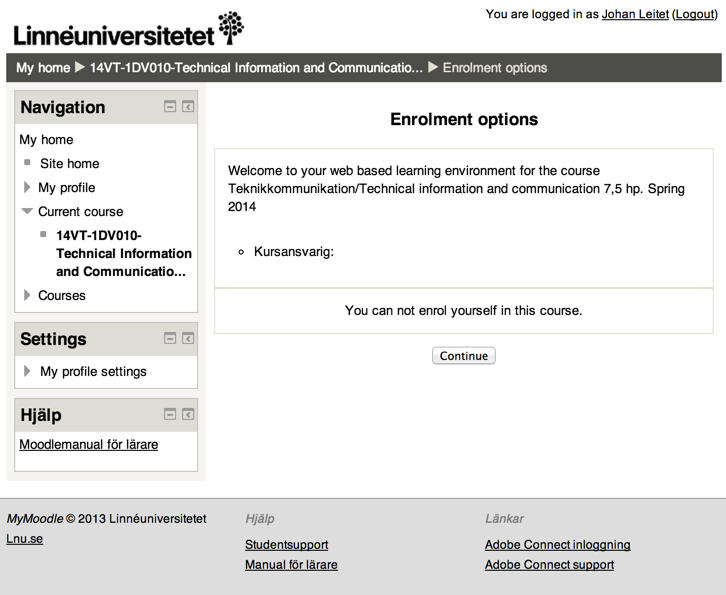 Linnéuniversitetet
You are logged in as Johan Leitet (Logout)
My home ▶ 14VT-1DV010-Technical Information and Communicatio... ▶ Enrolment options
Navigation
My home
Site home
My profile
Current course
14VT-1DV010-
Technical Information
and Communicatio...
Courses
Settings
My profile settings
Hjälp
Moodlemanual för lärare
Enrolment options
Welcome to your web based learning environment for the course
Teknikkommunikation/Technical information and communication 7,5 hp. Spring
2014
Kursansvarig:
You can not enrol yourself in this course.
Continue
MyMoodle © 2013 Linnéuniversitetet
Lnu.se
Hjälp
Studentsupport
Manual för lärare
Länkar
Adobe Connect inloggning
Adobe Connect support